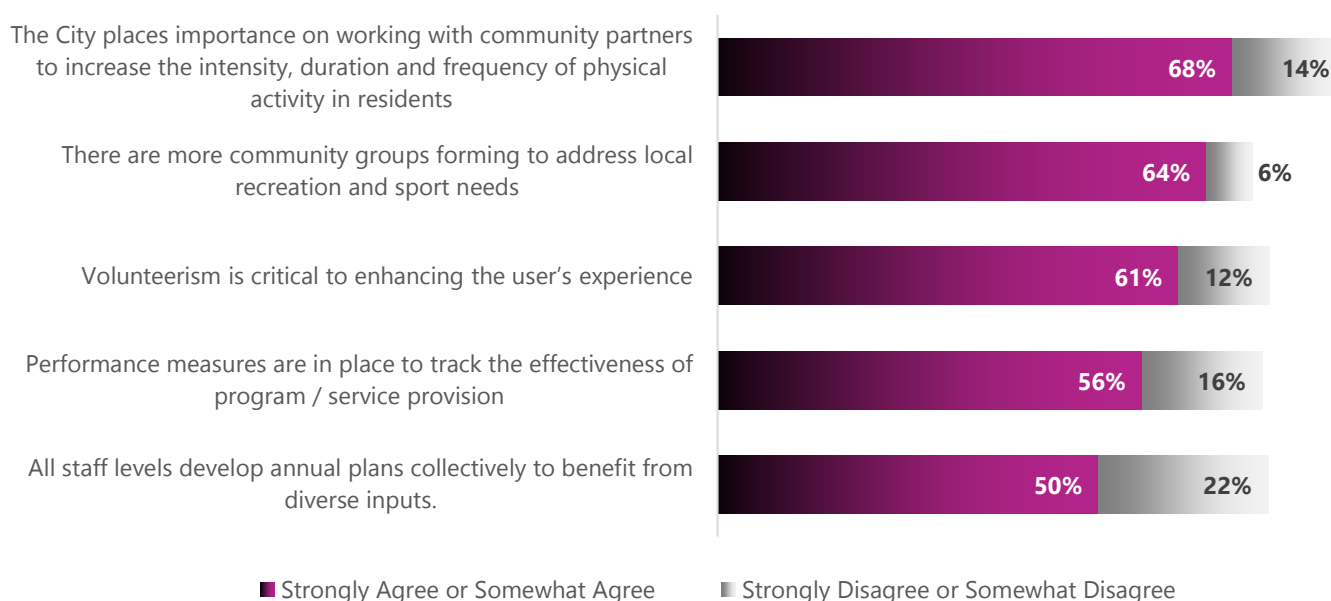 The City places importance on working with community partners
to increase the intensity, duration and frequency of physical
activity in residents
68%
14%
There are more community groups forming to address local
recreation and sport needs
64%
6%
Volunteerism is critical to enhancing the user’s experience
61%
12%
Performance measures are in place to track the effectiveness of
program / service provision
56%
16%
All staff levels develop annual plans collectively to benefit from
diverse inputs.
50%
22%
Strongly Agree or Somewhat Agree
Strongly Disagree or Somewhat Disagree